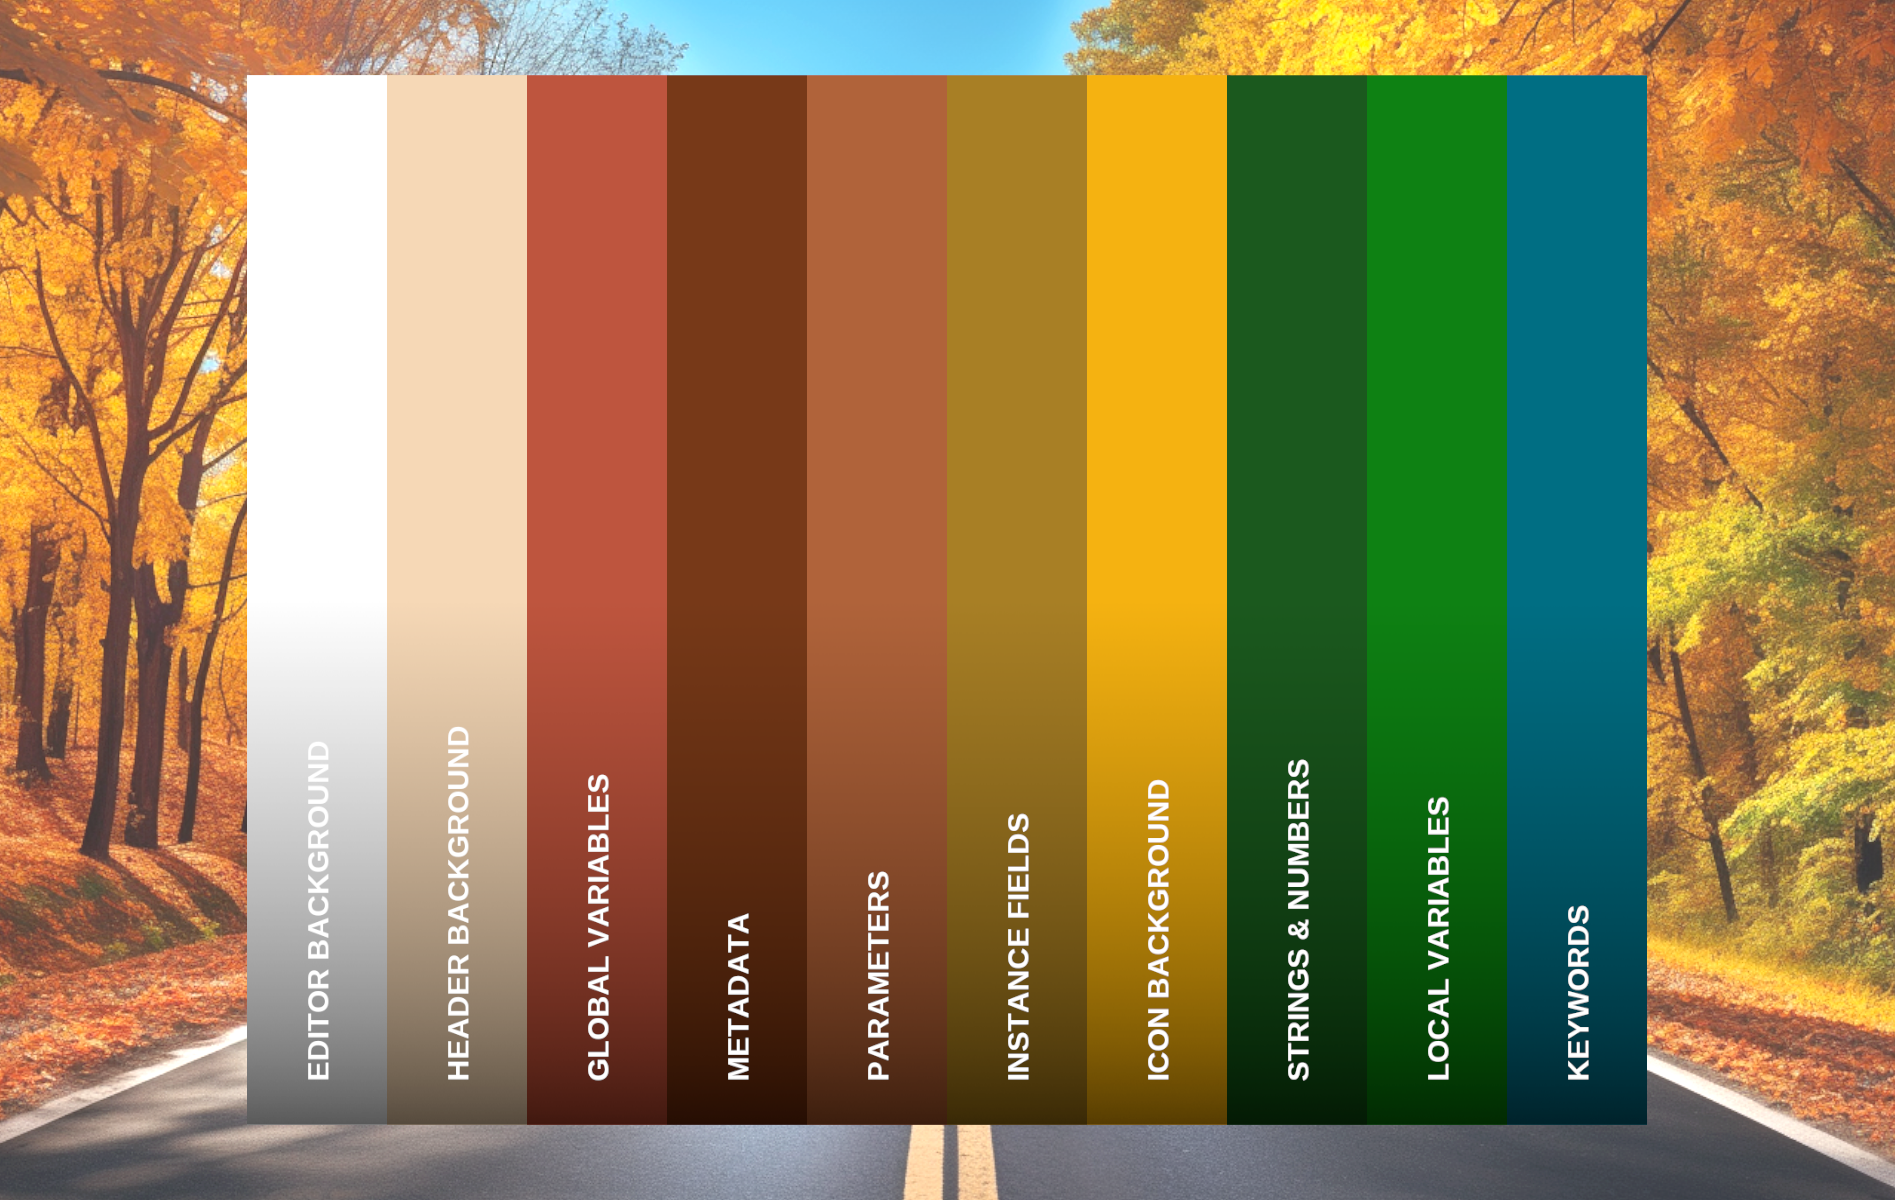 EDITOR BACKGROUND
HEADER BACKGROUND
GLOBAL VARIABLES
METADATA
PARAMETERS
INSTANCE FIELDS
ICON BACKGROUND
STRINGS & NUMBERS
LOCAL VARIABLES
KEYWORDS